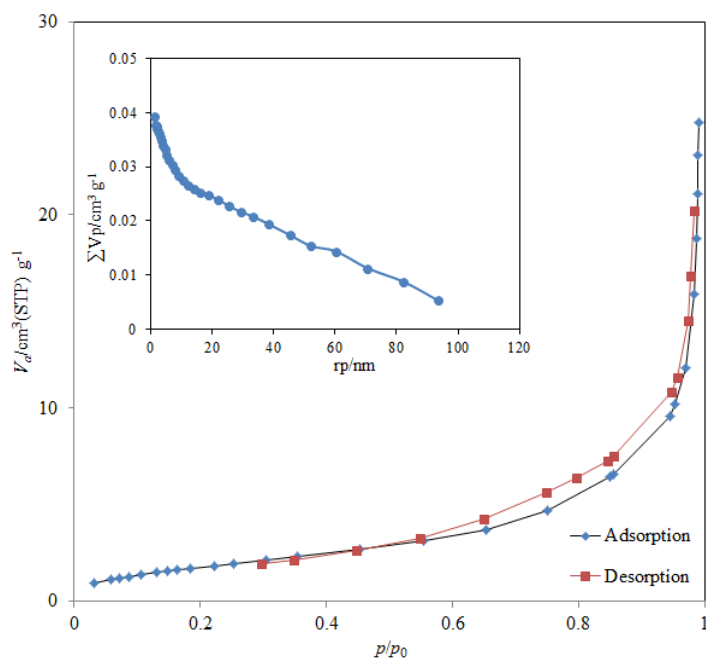 30
20
10
0
V_a/cm³(STP) g⁻¹
0.05
0.04
0.03
0.02
0.01
0
∑Vp/cm³ g⁻¹
0 20 40 60 80 100 120
rp/nm
Adsorption
Desorption
0 0.2 0.4 0.6 0.8 1
p/p₀